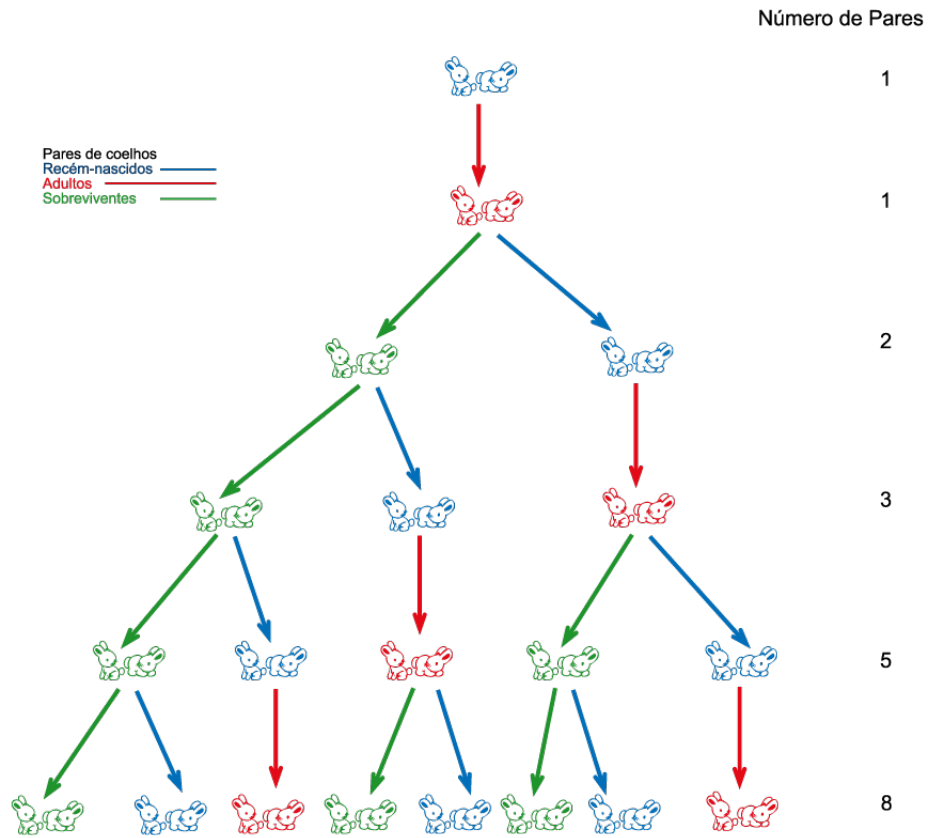 Número de Pares
1
Pares de coelhos
Recém-nascidos
Adultos
Sobreviventes
1
2
3
5
8